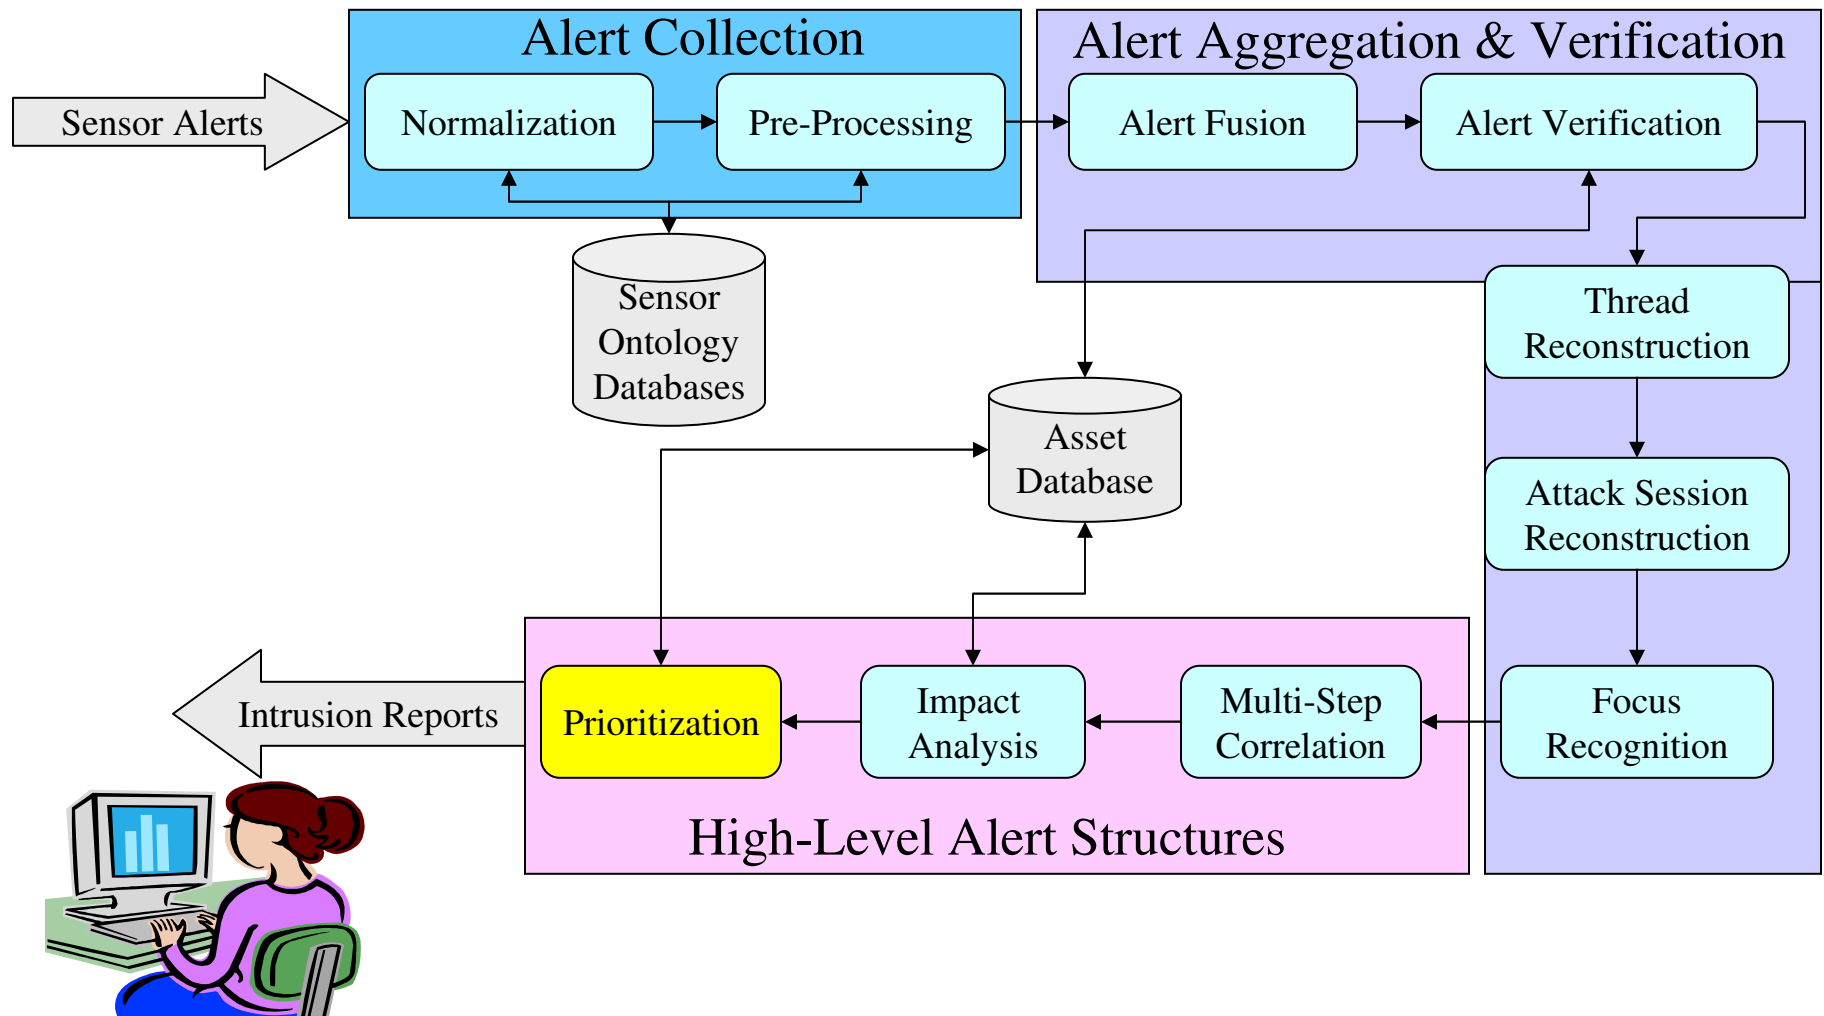 Alert Collection
Alert Aggregation & Verification
Sensor Alerts
Normalization
Pre-Processing
Alert Fusion
Alert Verification
Sensor
Ontology
Databases
Thread
Reconstruction
Asset
Database
Attack Session
Reconstruction
Intrusion Reports
Prioritization
Impact
Analysis
Multi-Step
Correlation
Focus
Recognition
High-Level Alert Structures